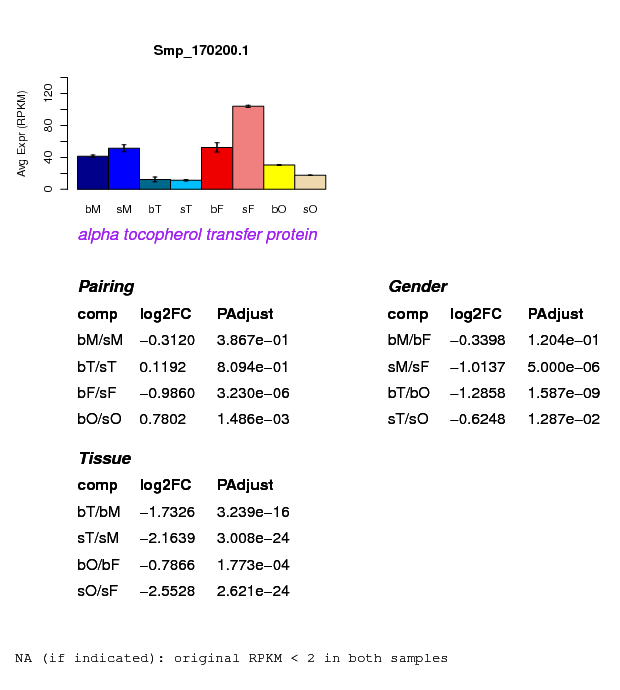 Smp_170200.1
Avg Expr (RPKM)
0 40 80 120
bM sM bT sT bF sF bO sO
alpha tocopherol transfer protein
Pairing
comp log2FC PAdjust
bM/sM −0.3120 3.867e−01
bT/sT 0.1192 8.094e−01
bF/sF −0.9860 3.230e−06
bO/sO 0.7802 1.486e−03
Gender
comp log2FC PAdjust
bM/bF −0.3398 1.204e−01
sM/sF −1.0137 5.000e−06
bT/bO −1.2858 1.587e−09
sT/sO −0.6248 1.287e−02
Tissue
comp log2FC PAdjust
bT/bM −1.7326 3.239e−16
sT/sM −2.1639 3.008e−24
bO/bF −0.7866 1.773e−04
sO/sF −2.5528 2.621e−24
NA (if indicated): original RPKM < 2 in both samples